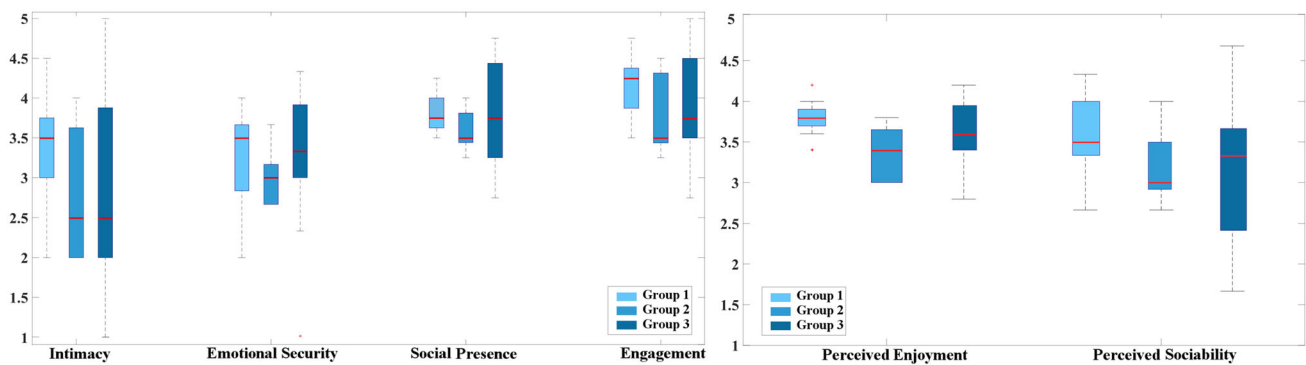 5
4.5
4
3.5
3
2.5
2
1.5
1
Intimacy
Emotional Security
Social Presence
Engagement
Group 1
Group 2
Group 3
5
4.5
4
3.5
3
2.5
2
1.5
1
Perceived Enjoyment
Perceived Sociability
Group 1
Group 2
Group 3